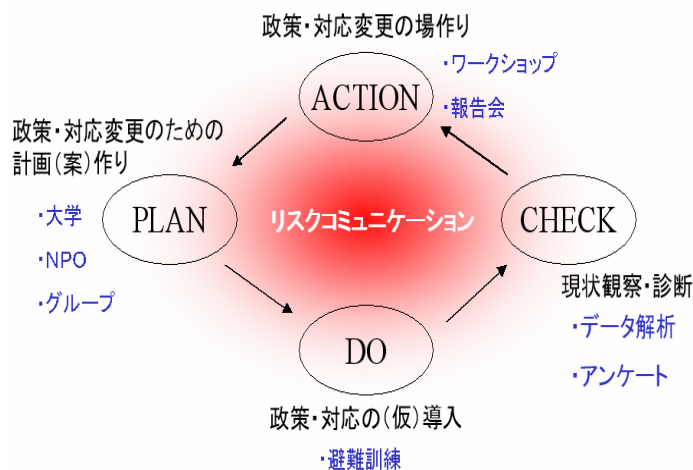 政策・対応変更の場作り
ACTION
・ワークショップ
・報告会
政策・対応変更のための
計画(案)作り
PLAN
・大学
・NPO
・グループ
リスクコミュニケーション
CHECK
現状観察・診断
・データ解析
・アンケート
DO
政策・対応の(仮)導入
・避難訓練